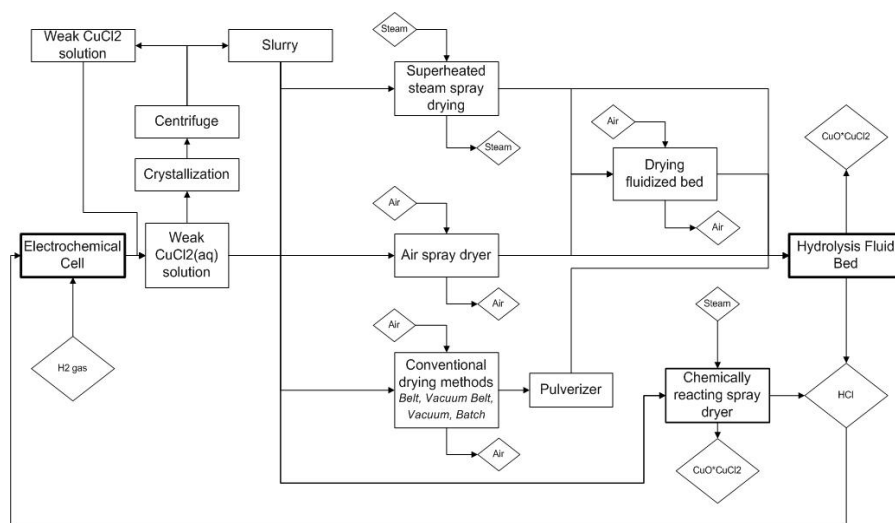 Weak CuCl2
solution
Slurry
Steam
Superheated
steam spray
drying
Steam
Centrifuge
Crystallization
Air
Drying
fluidized bed
Air
CuO*CuCl2
Electrochemical
Cell
Weak
CuCl2(aq)
solution
Air
Air spray dryer
Air
Hydrolysis Fluid
Bed
H2 gas
Air
Conventional
drying methods
Belt, Vacuum Belt,
Vacuum, Batch
Air
Pulverizer
Steam
Chemically
reacting spray
dryer
HCl
CuO*CuCl2